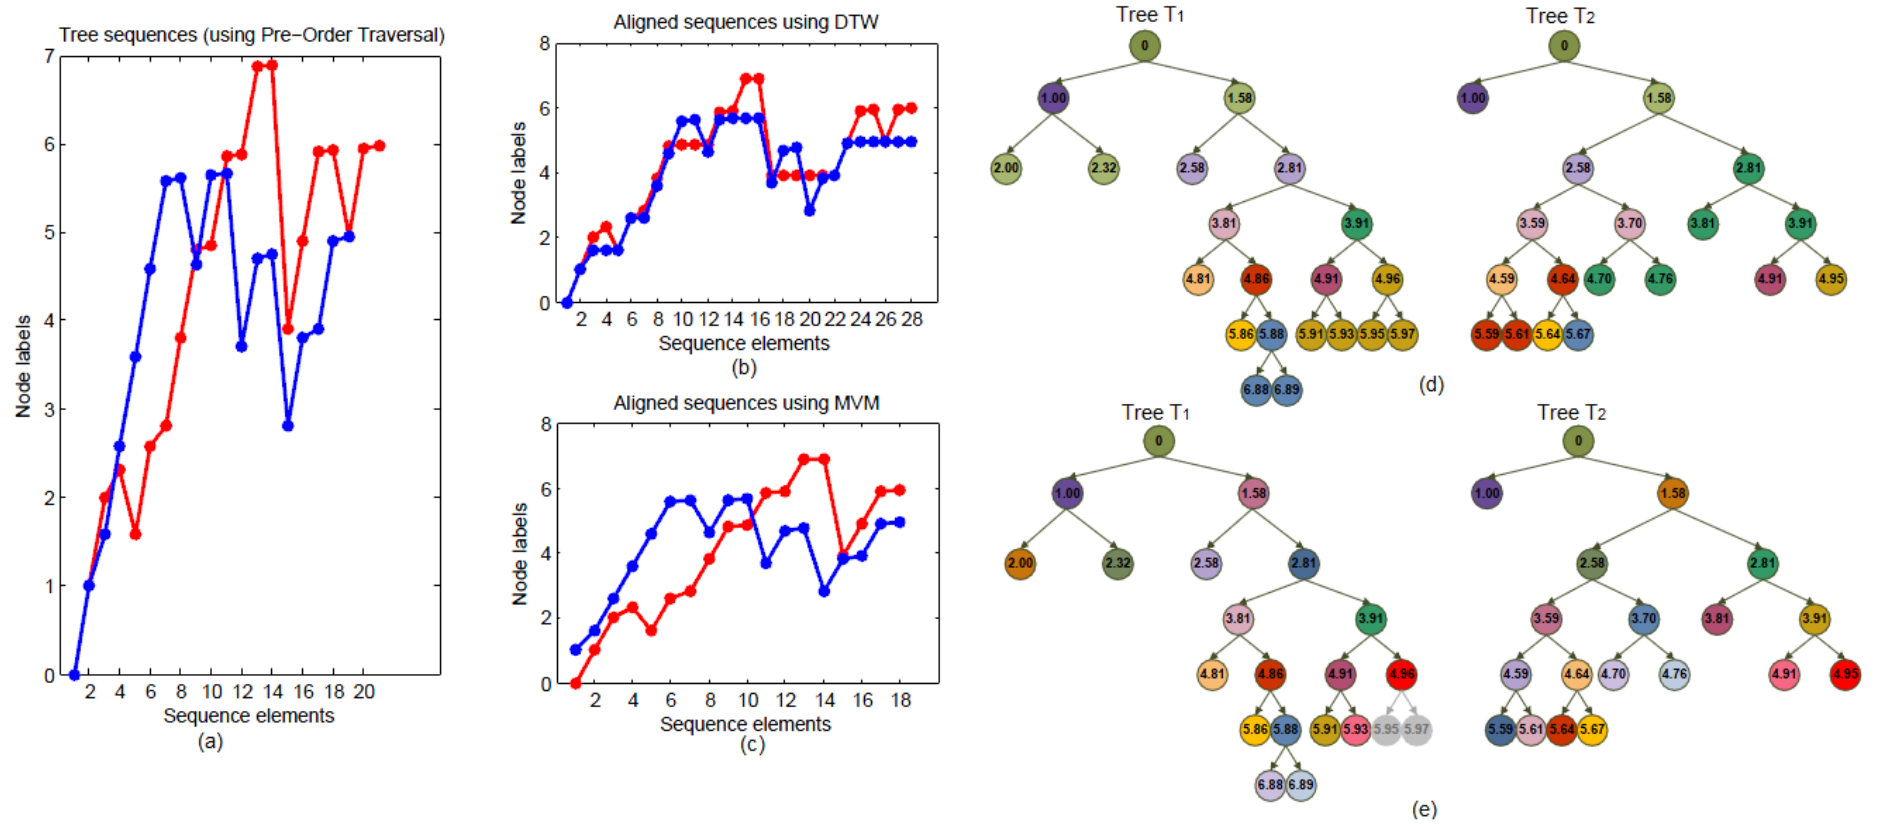 Tree sequences (using Pre-Order Traversal)
7
6
5
4
3
2
1
0
2 4 6 8 10 12 14 16 18 20
Node labels
Sequence elements
(a)
Aligned sequences using DTW
8
6
4
2
0
2 4 6 8 10 12 14 16 18 20 22 24 26 28
Node labels
Sequence elements
(b)
Aligned sequences using MVM
8
6
4
2
0
2 4 6 8 10 12 14 16 18
Node labels
Sequence elements
(c)
Tree T1
0
1.00 1.58
2.00 2.32 2.58 2.81
3.81 3.91
4.81 4.86 4.91 4.96
5.86 5.88 5.91 5.93 5.95 5.97
6.88 6.89
Tree T2
0
1.00 1.58
2.58 2.81
3.59 3.70 3.81 3.91
4.59 4.64 4.70 4.76 4.91 4.95
5.59 5.61 5.64 5.67
(d)
Tree T1
0
1.00 1.58
2.00 2.32 2.58 2.81
3.81 3.91
4.81 4.86 4.91 4.96
5.86 5.88 5.91 5.93 5.95 5.97
6.88 6.89
Tree T2
0
1.00 1.58
2.58 2.81
3.59 3.70 3.81 3.91
4.59 4.64 4.70 4.76 4.91 4.95
5.59 5.61 5.64 5.67
(e)